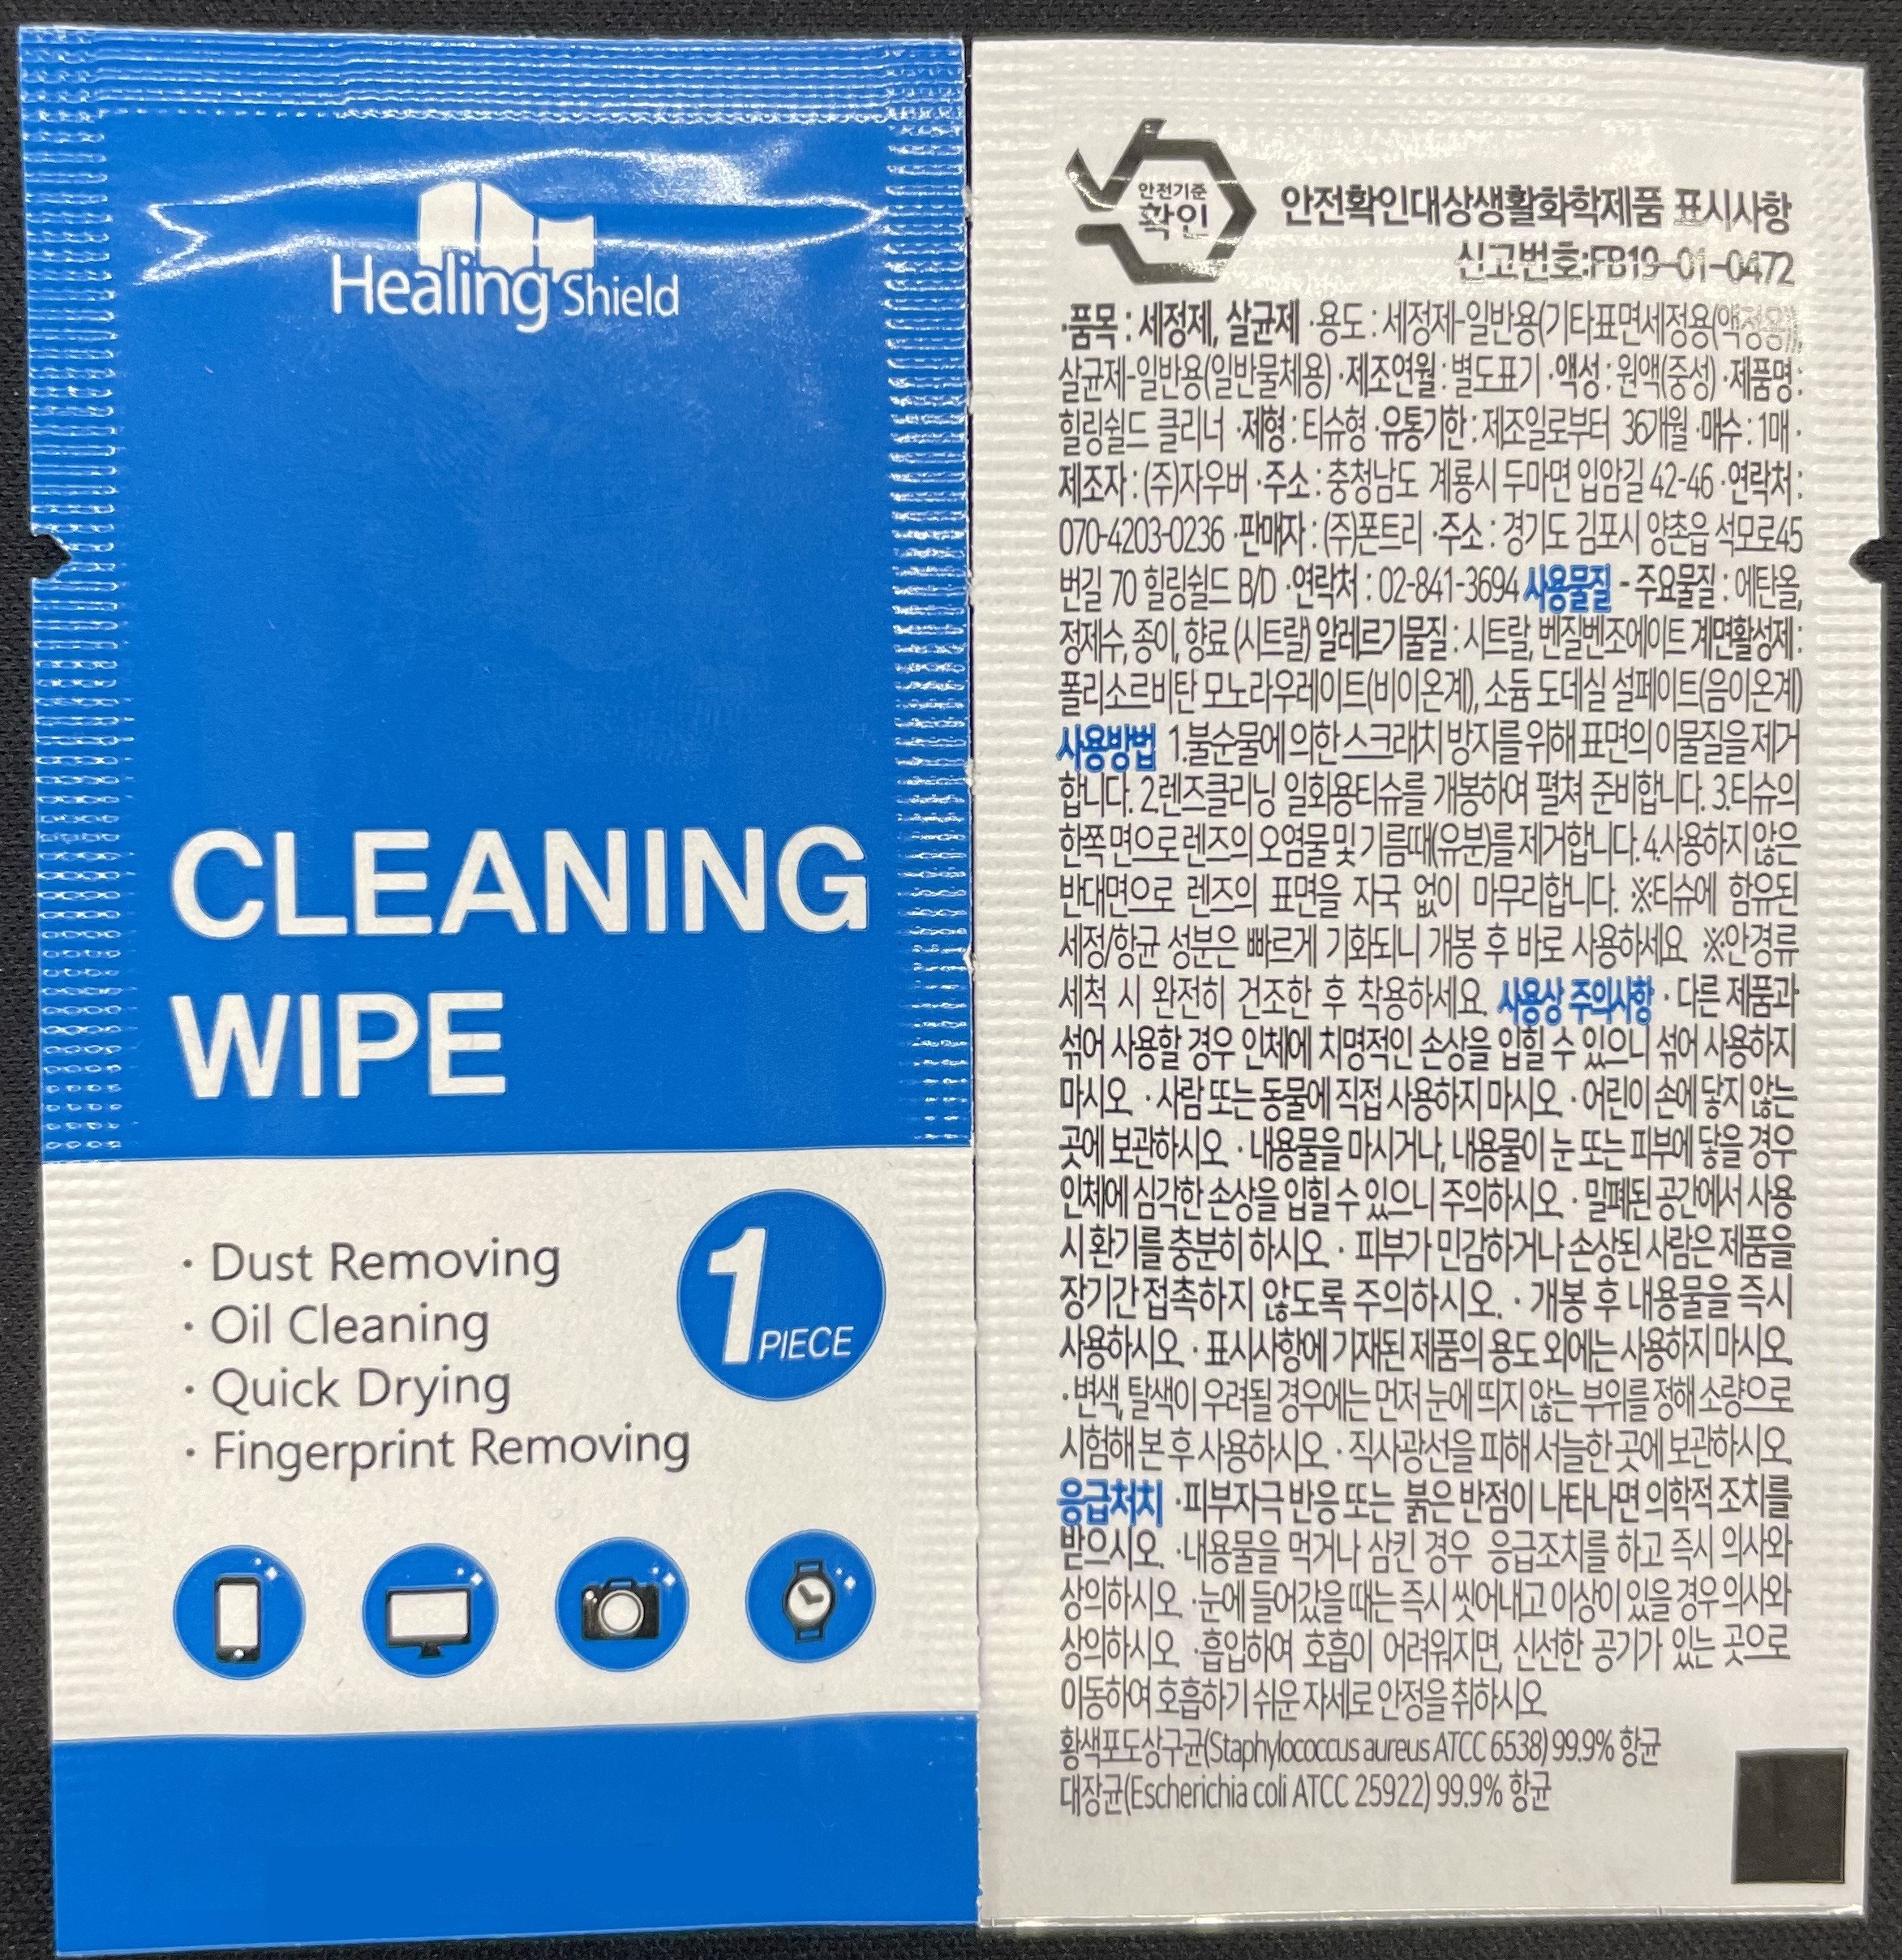 Healing Shield
CLEANING
WIPE
· Dust Removing
· Oil Cleaning
· Quick Drying
· Fingerprint Removing
1 PIECE
안전기준
확인
안전확인대상생활화학제품 표시사항
신고번호:FB19-01-0472
·품목 : 세정제, 살균제 ·용도 : 세정제-일반용(기타표면세정용(액정용)),
살균제-일반용(일반물체용) ·제조연월 : 별도표기 ·액성 : 원액(중성) ·제품명 :
힐링쉴드 클리너 ·제형 : 티슈형 ·유통기한 : 제조일로부터 36개월 ·매수 : 1매 ·
제조자 : (주)자우버 ·주소 : 충청남도 계룡시 두마면 입암길 42-46 ·연락처 :
070-4203-0236 ·판매자 : (주)폰트리 ·주소 : 경기도 김포시 양촌읍 석모로45
번길 70 힐링쉴드 B/D ·연락처 : 02-841-3694 사용물질 - 주요물질 : 에탄올,
정제수, 종이, 향료 (시트랄) 알레르기물질 : 시트랄, 벤질벤조에이트 계면활성제 :
폴리소르비탄 모노라우레이트(비이온계), 소듐 도데실 설페이트(음이온계)
사용방법 1.불순물에 의한 스크래치 방지를 위해 표면의 이물질을 제거
합니다. 2.렌즈클리닝 일회용티슈를 개봉하여 펼쳐 준비합니다. 3.티슈의
한쪽 면으로 렌즈의 오염물 및 기름때(유분)를 제거합니다. 4.사용하지 않은
반대면으로 렌즈의 표면을 자국 없이 마무리합니다. ※티슈에 함유된
세정/항균 성분은 빠르게 기화되니 개봉 후 바로 사용하세요 ※안경류
세척 시 완전히 건조한 후 착용하세요. 사용상 주의사항 · 다른 제품과
섞어 사용할 경우 인체에 치명적인 손상을 입힐 수 있으니 섞어 사용하지
마시오 · 사람 또는 동물에 직접 사용하지 마시오 · 어린이 손에 닿지 않는
곳에 보관하시오 · 내용물을 마시거나, 내용물이 눈 또는 피부에 닿을 경우
인체에 심각한 손상을 입힐 수 있으니 주의하시오 · 밀폐된 공간에서 사용
시 환기를 충분히 하시오 · 피부가 민감하거나 손상된 사람은 제품을
장기간 접촉하지 않도록 주의하시오. · 개봉 후 내용물을 즉시
사용하시오 · 표시사항에 기재된 제품의 용도 외에는 사용하지 마시오
· 변색, 탈색이 우려될 경우에는 먼저 눈에 띄지 않는 부위를 정해 소량으로
시험해 본 후 사용하시오 · 직사광선을 피해 서늘한 곳에 보관하시오
응급처치 ·피부자극 반응 또는 붉은 반점이 나타나면 의학적 조치를
받으시오. ·내용물을 먹거나 삼킨 경우 응급조치를 하고 즉시 의사와
상의하시오 ·눈에 들어갔을 때는 즉시 씻어내고 이상이 있을 경우 의사와
상의하시오 ·흡입하여 호흡이 어려워지면, 신선한 공기가 있는 곳으로
이동하여 호흡하기 쉬운 자세로 안정을 취하시오
황색포도상구균(Staphylococcus aureus ATCC 6538) 99.9% 항균
대장균(Escherichia coli ATCC 25922) 99.9% 항균